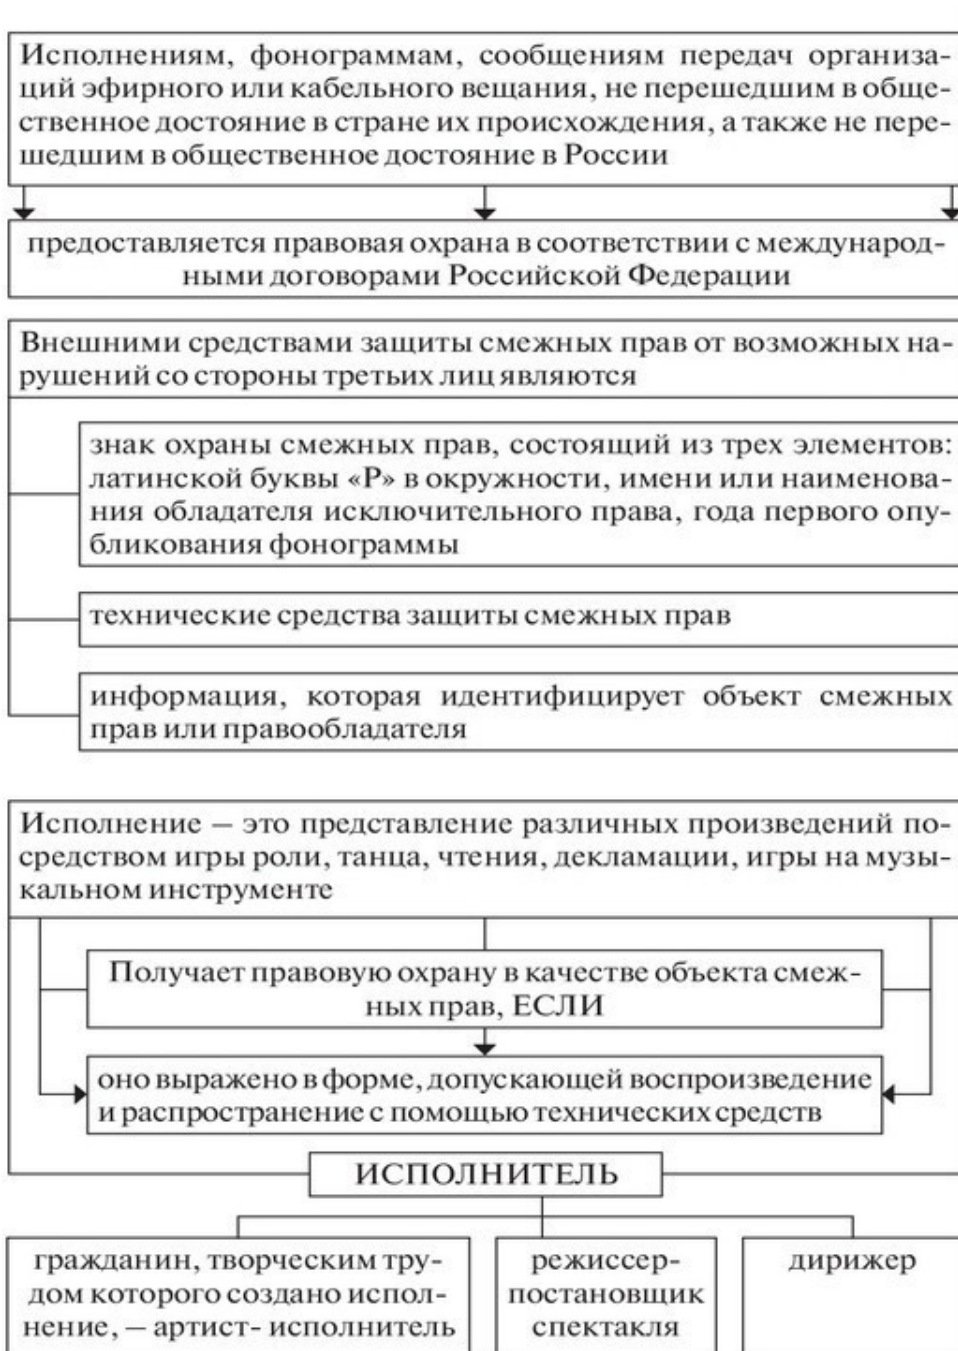 Исполнениям, фонограммам, сообщениям передач организа-
ций эфирного или кабельного вещания, не перешедшим в обще-
ственное достояние в стране их происхождения, а также не пере-
шедшим в общественное достояние в России
предоставляется правовая охрана в соответствии с международ-
ными договорами Российской Федерации
Внешними средствами защиты смежных прав от возможных на-
рушений со стороны третьих лиц являются
знак охраны смежных прав, состоящий из трех элементов:
латинской буквы «Р» в окружности, имени или наименова-
ния обладателя исключительного права, года первого опу-
бликования фонограммы
технические средства защиты смежных прав
информация, которая идентифицирует объект смежных
прав или правообладателя
Исполнение – это представление различных произведений по-
средством игры роли, танца, чтения, декламации, игры на музы-
кальном инструменте
Получает правовую охрану в качестве объекта смеж-
ных прав, ЕСЛИ
оно выражено в форме, допускающей воспроизведение
и распространение с помощью технических средств
ИСПОЛНИТЕЛЬ
гражданин, творческим тру-
дом которого создано испол-
нение, – артист- исполнитель
режиссер-
постановщик
спектакля
дирижер